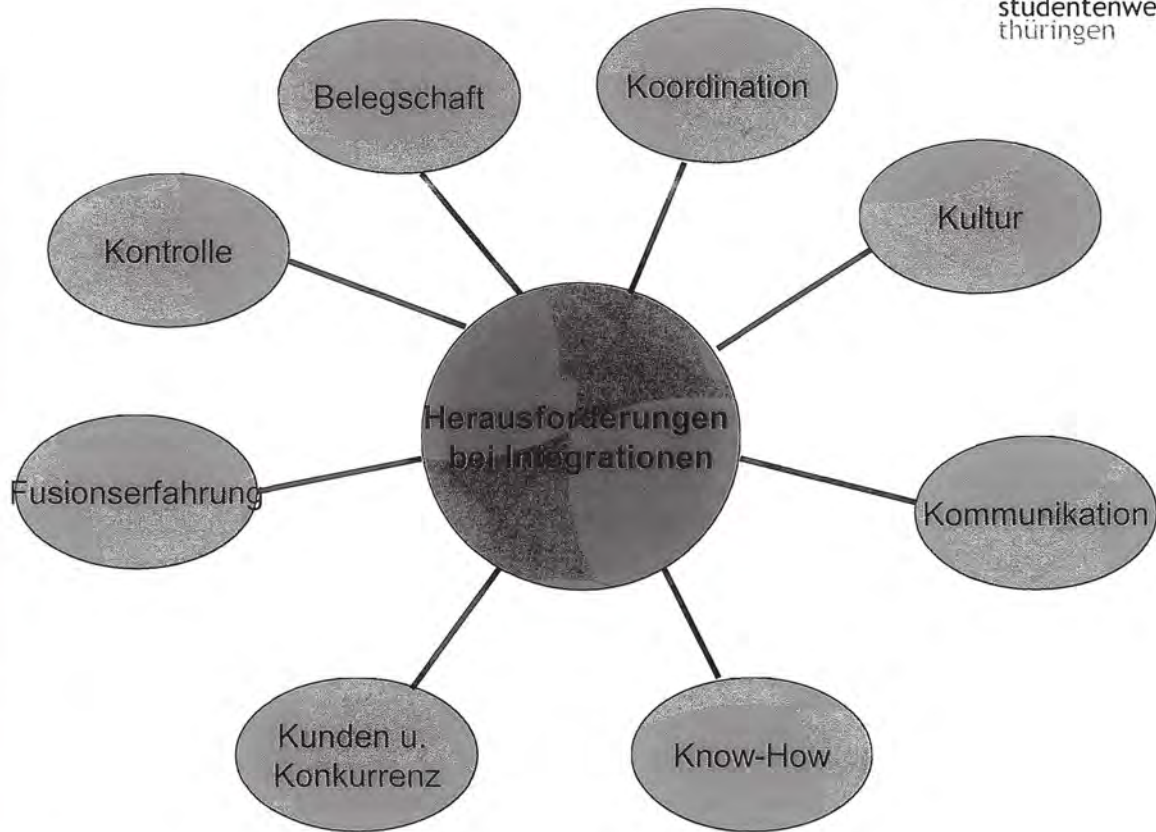 studentenwe
thüringen
Belegschaft
Koordination
Kontrolle
Kultur
Herausforderungen
bei Integrationen
Fusionserfahrung
Kommunikation
Kunden u.
Konkurrenz
Know-How